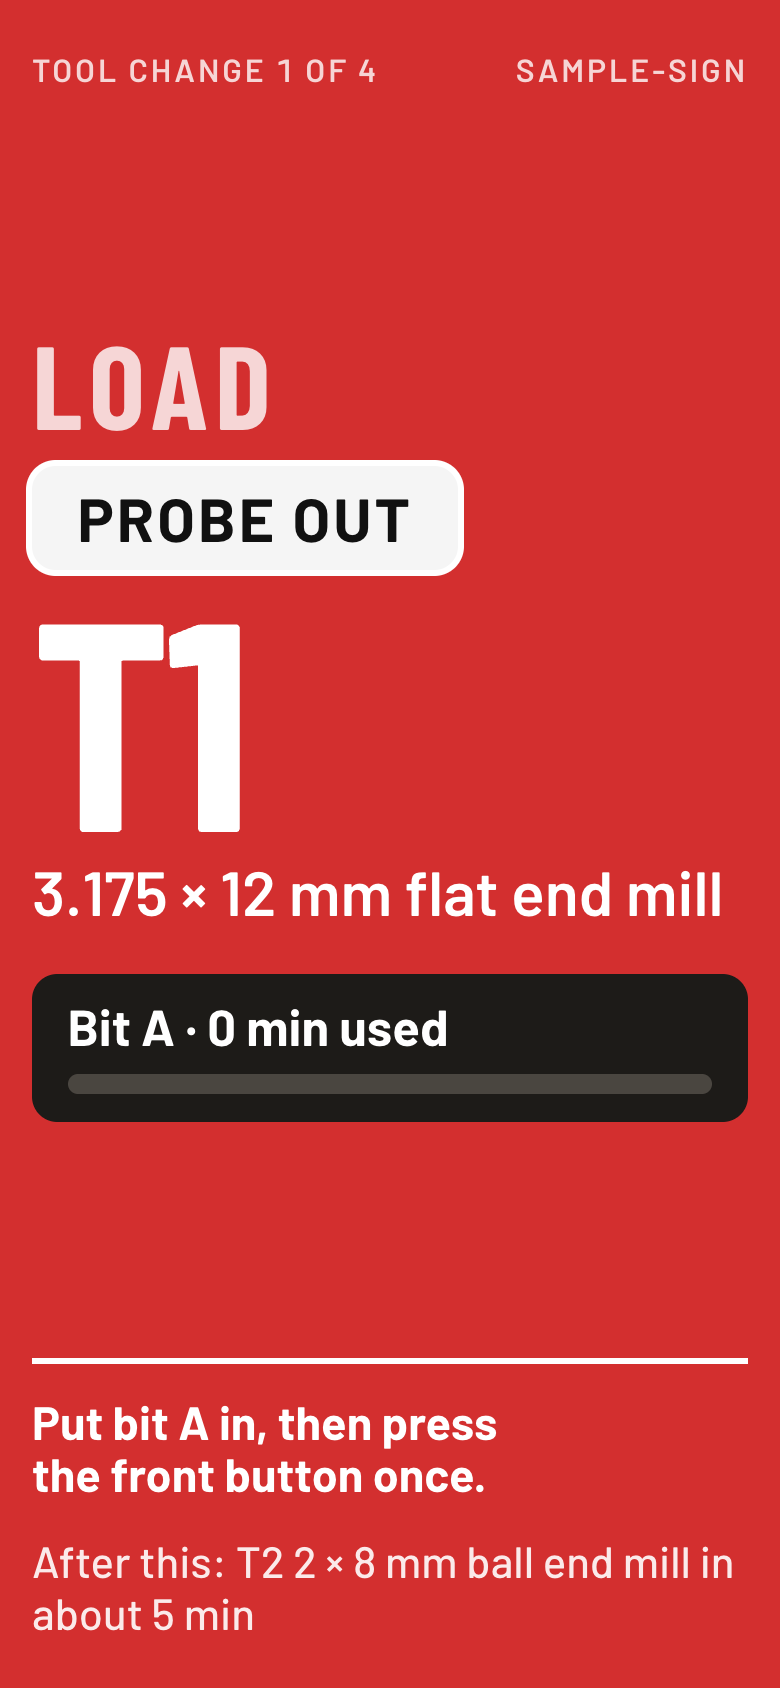 TOOL CHANGE 1 OF 4
SAMPLE-SIGN
LOAD
PROBE OUT
T1
3.175 × 12 mm flat end mill
Bit A · 0 min used
Put bit A in, then press
the front button once.
After this: T2 2 × 8 mm ball end mill in
about 5 min